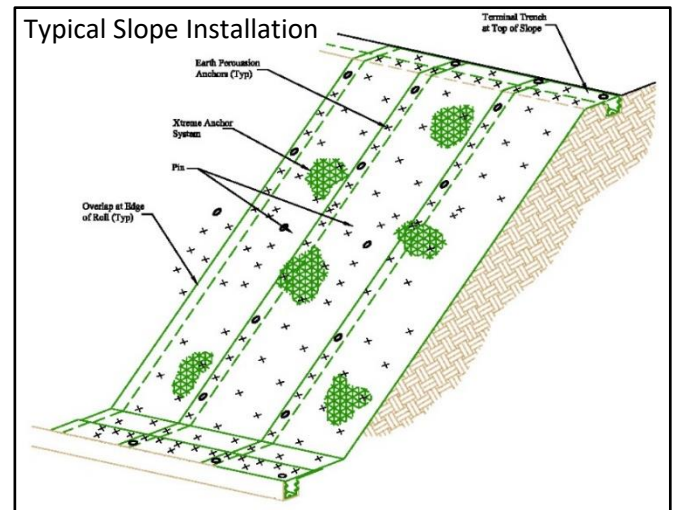 Typical Slope Installation
Terminal Trench
at Top of Slope
Earth Percussion
Anchors (Typ)
Xtreme Anchor
System
Pin
Overlap at Edge
of Roll (Typ)